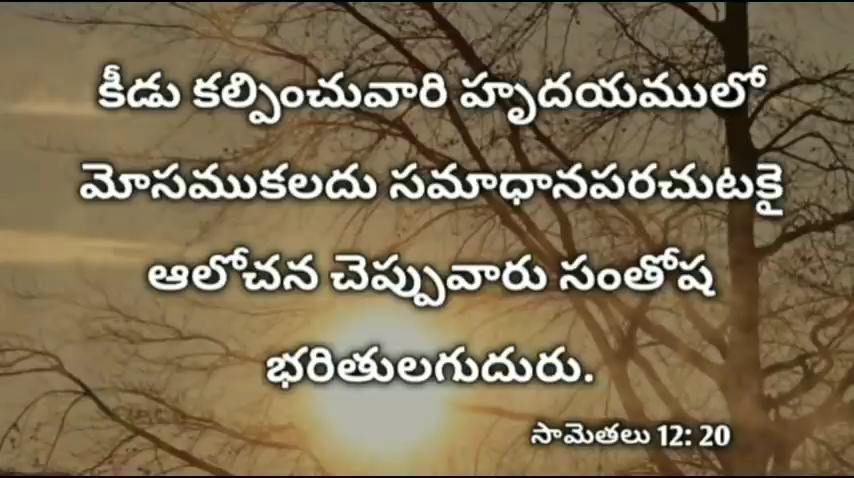 కీడు కల్పించువారి హృదయములో
మోసముకలదు సమాధానపరచుటకై
ఆలోచన చెప్పువారు సంతోష
భరితులగుదురు.
సామెతలు 12: 20